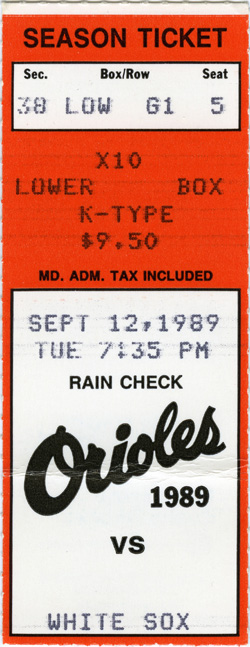 SEASON TICKET
Sec. Box/Row Seat
38 LOW G1 5
X10
LOWER BOX
K-TYPE
$9.50
MD. ADM. TAX INCLUDED
SEPT 12,1989
TUE 7:35 PM
RAIN CHECK
Orioles
1989
VS
WHITE SOX